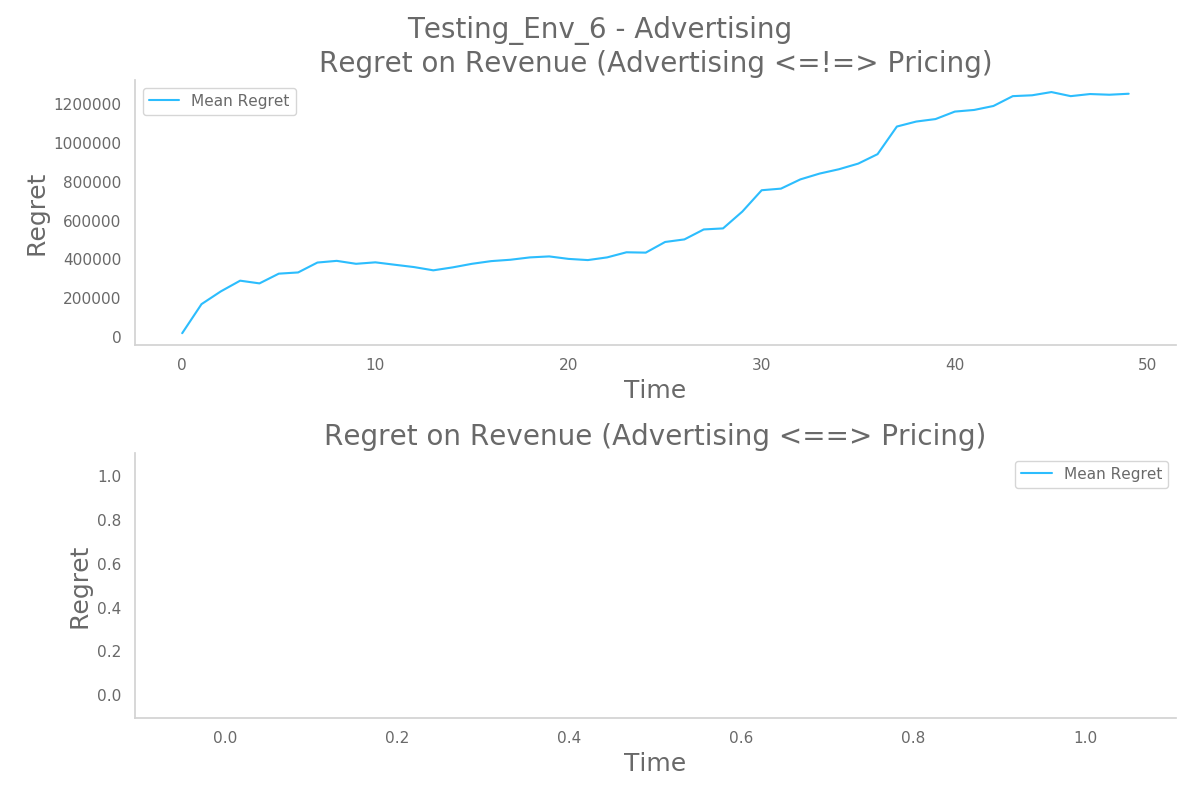 Testing_Env_6 - Advertising
Regret on Revenue (Advertising <=!=> Pricing)
Mean Regret
1200000
1000000
800000
600000
400000
200000
0
Regret
0 10 20 30 40 50
Time
Regret on Revenue (Advertising <==> Pricing)
Mean Regret
1.0
0.8
0.6
0.4
0.2
0.0
Regret
0.0 0.2 0.4 0.6 0.8 1.0
Time